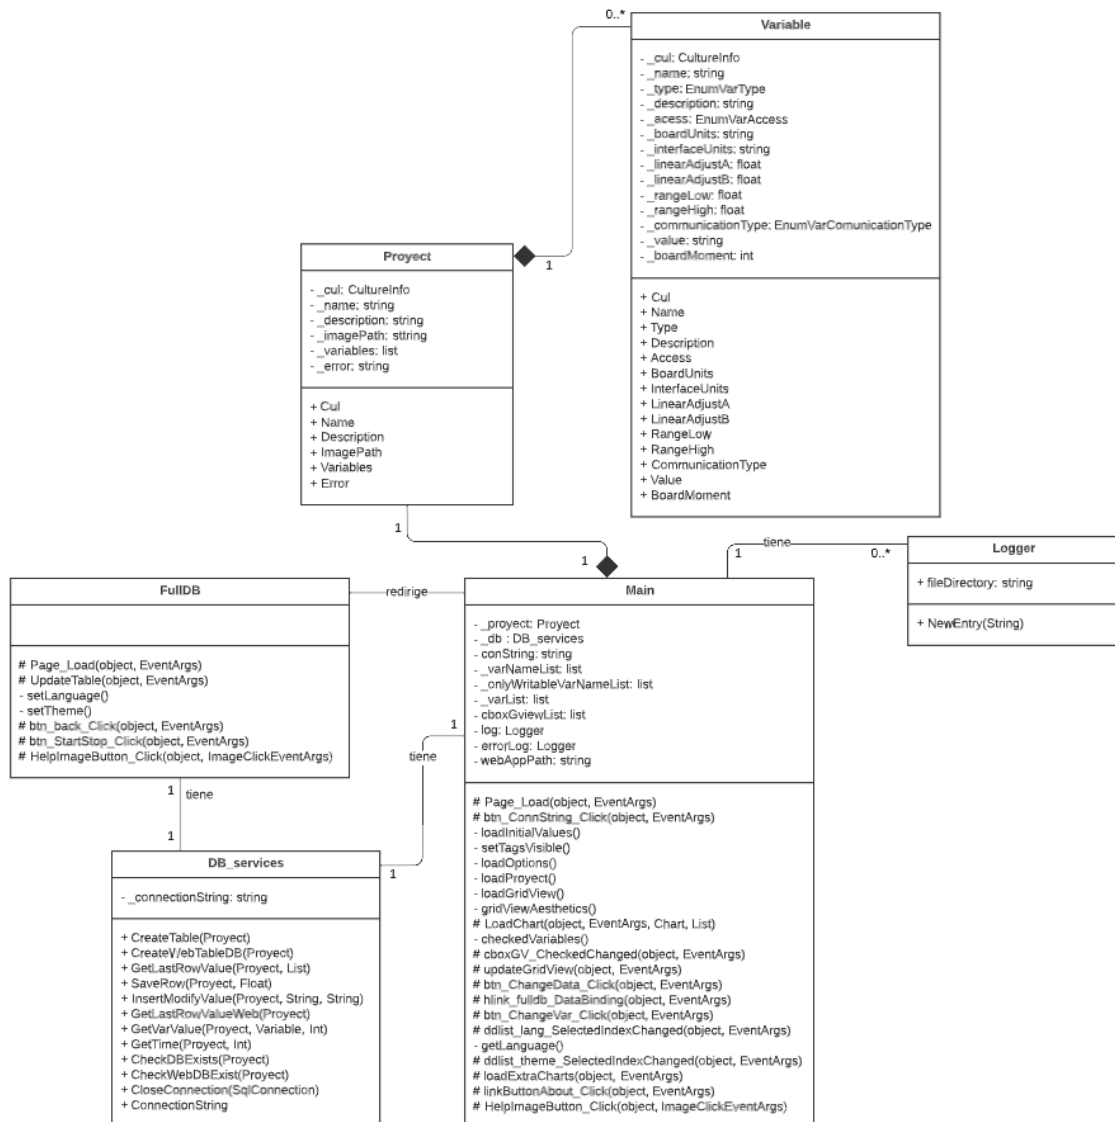 0..*
Variable
- _cul: CultureInfo
- _name: string
- _type: EnumVarType
- _description: string
- _acess: EnumVarAccess
- _boardUnits: string
- _interfaceUnits: string
- _linearAdjustA: float
- _linearAdjustB: float
- _rangeLow: float
- _rangeHigh: float
- _communicationType: EnumVarComunicationType
- _value: string
- _boardMoment: int
+ Cul
+ Name
+ Type
+ Description
+ Access
+ BoardUnits
+ InterfaceUnits
+ LinearAdjustA
+ LinearAdjustB
+ RangeLow
+ RangeHigh
+ CommunicationType
+ Value
+ BoardMoment
1
Proyect
- _cul: CultureInfo
- _name: string
- _description: string
- _imagePath: sttring
- _variables: list
- _error: string
+ Cul
+ Name
+ Description
+ ImagePath
+ Variables
+ Error
1
1
1
tiene
0..*
Logger
+ fileDirectory: string
+ NewEntry(String)
FullDB
# Page_Load(object, EventArgs)
# UpdateTable(object, EventArgs)
- setLanguage()
- setTheme()
# btn_back_Click(object, EventArgs)
# btn_StartStop_Click(object, EventArgs)
# HelpImageButton_Click(object, ImageClickEventArgs)
redirige
Main
- _proyect: Proyect
- _db : DB_services
- conString: string
- _varNameList: list
- _onlyWritableVarNameList: list
- _varList: list
- cboxGviewList: list
- log: Logger
- errorLog: Logger
- webAppPath: string
# Page_Load(object, EventArgs)
# btn_ConnString_Click(object, EventArgs)
- loadInitialValues()
- setTagsVisible()
- loadOptions()
- loadProyect()
- loadGridView()
- gridViewAesthetics()
# LoadChart(object, EventArgs, Chart, List)
- checkedVariables()
# cboxGV_CheckedChanged(object, EventArgs)
# updateGridView(object, EventArgs)
# btn_ChangeData_Click(object, EventArgs)
# hlink_fulldb_DataBinding(object, EventArgs)
# btn_ChangeVar_Click(object, EventArgs)
# ddlist_lang_SelectedIndexChanged(object, EventArgs)
- getLanguage()
# ddlist_theme_SelectedIndexChanged(object, EventArgs)
# loadExtraCharts(object, EventArgs)
# linkButtonAbout_Click(object, EventArgs)
# HelpImageButton_Click(object, ImageClickEventArgs)
1
tiene
1
1
tiene
1
DB_services
- _connectionString: string
+ CreateTable(Proyect)
+ CreateWebTableDB(Proyect)
+ GetLastRowValue(Proyect, List)
+ SaveRow(Proyect, Float)
+ InsertModifyValue(Proyect, String, String)
+ GetLastRowValueWeb(Proyect)
+ GetVarValue(Proyect, Variable, Int)
+ GetTime(Proyect, Int)
+ CheckDBExists(Proyect)
+ CheckWebDBExist(Proyect)
+ CloseConnection(SqlConnection)
+ ConnectionString